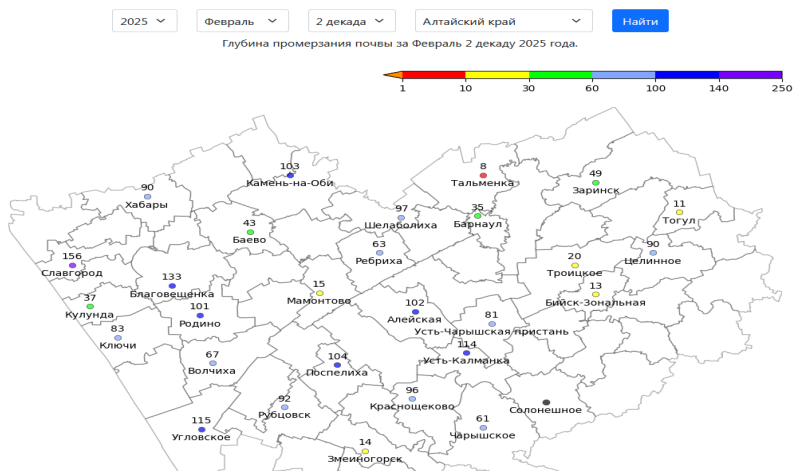 2025 Февраль 2 декада Алтайский край Найти
Глубина промерзания почвы за Февраль 2 декаду 2025 года.
1 10 30 60 100 140 250
103
Камень-на-Оби
8
Тальменка
49
Заринск
90
Хабары
97
Шелаболиха
35
Барнаул
11
Тогул
43
Баево
63
Ребриха
90
Целинное
156
Славгород
20
Троицкое
133
Благовещенка
15
Мамонтово
13
Бийск-Зональная
37
Кулунда
101
Родино
102
Алейская
81
Усть-Чарышская пристань
83
Ключи
114
Усть-Калманка
67
Волчиха
104
Поспелиха
96
Краснощеково
92
Рубцовск
Солонешное
115
Угловское
61
Чарышское
14
Змеиногорск